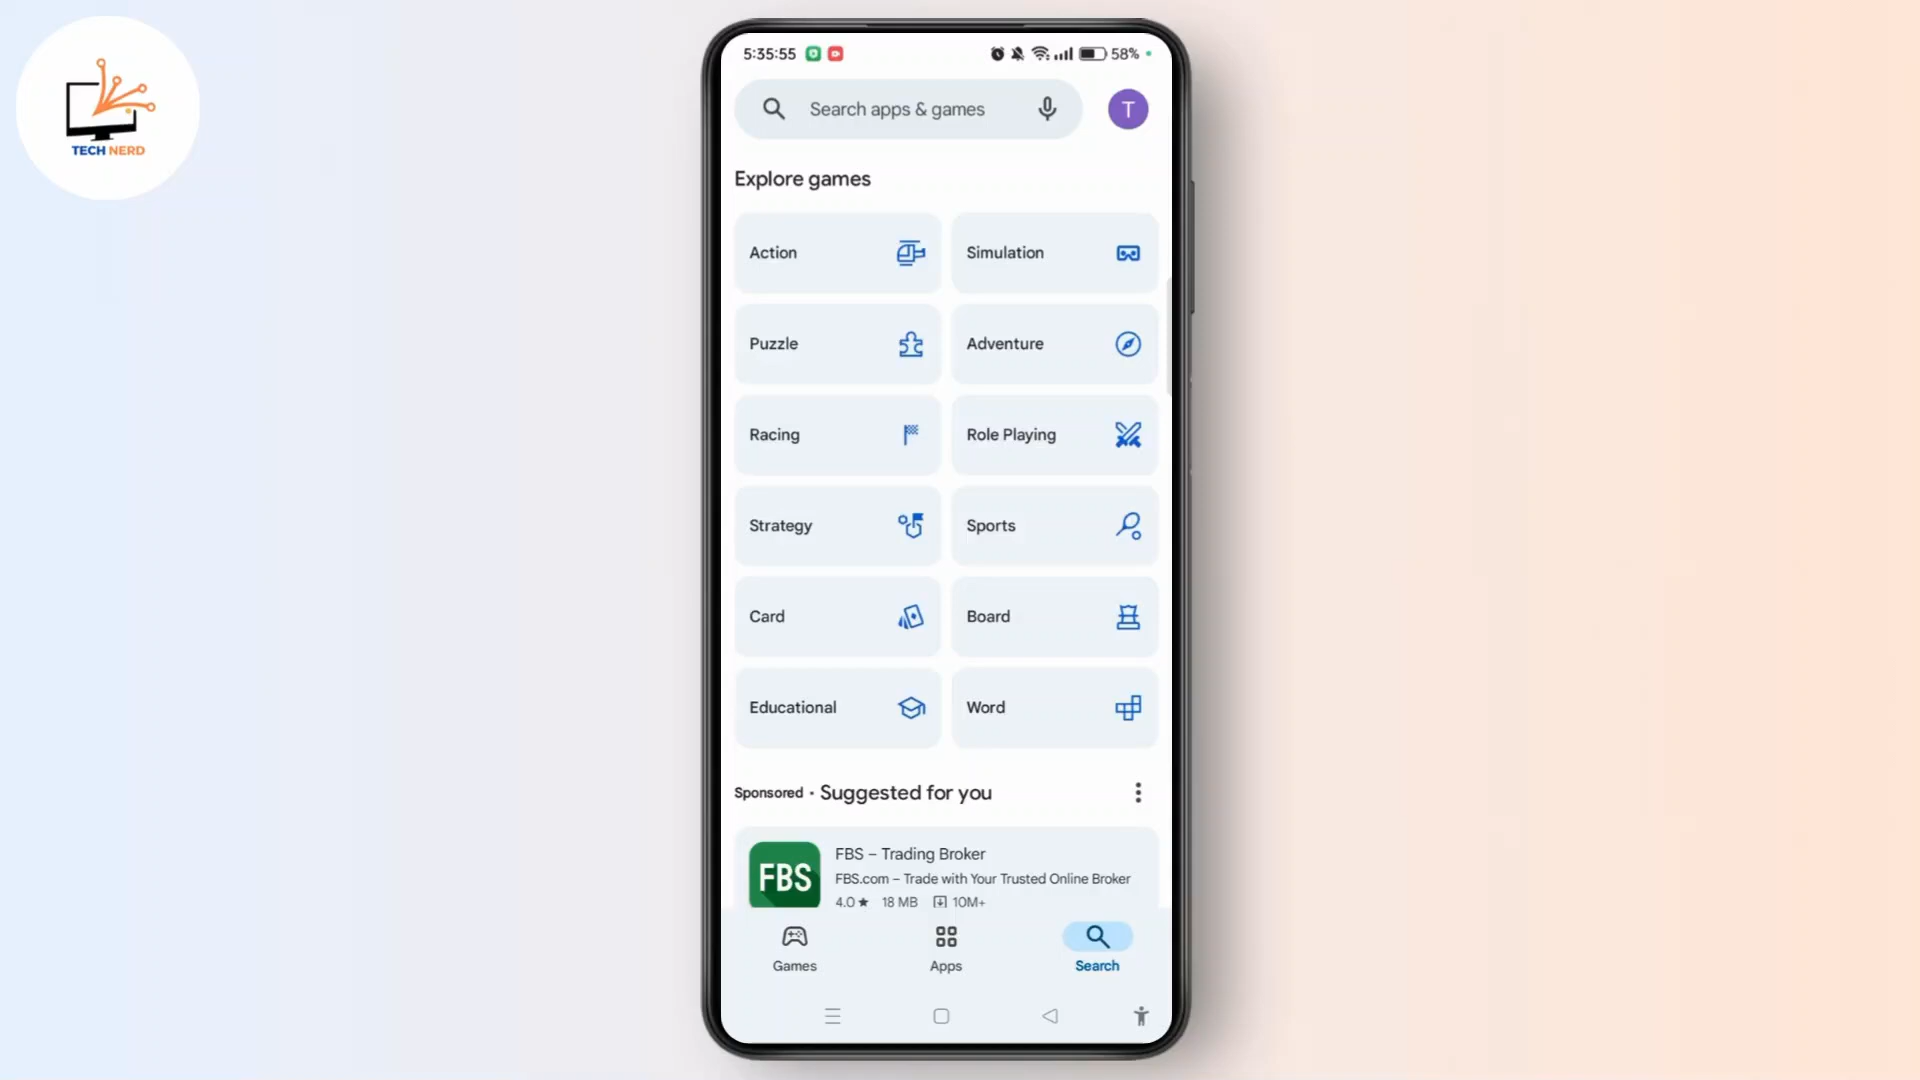 TECH NERD
5:35:55
58%
Search apps & games
T
Explore games
Action
Simulation
Puzzle
Adventure
Racing
Role Playing
Strategy
Sports
Card
Board
Educational
Word
Sponsored • Suggested for you
FBS
FBS – Trading Broker
FBS.com – Trade with Your Trusted Online Broker
4.0★ 18 MB 10M+
Games
Apps
Search